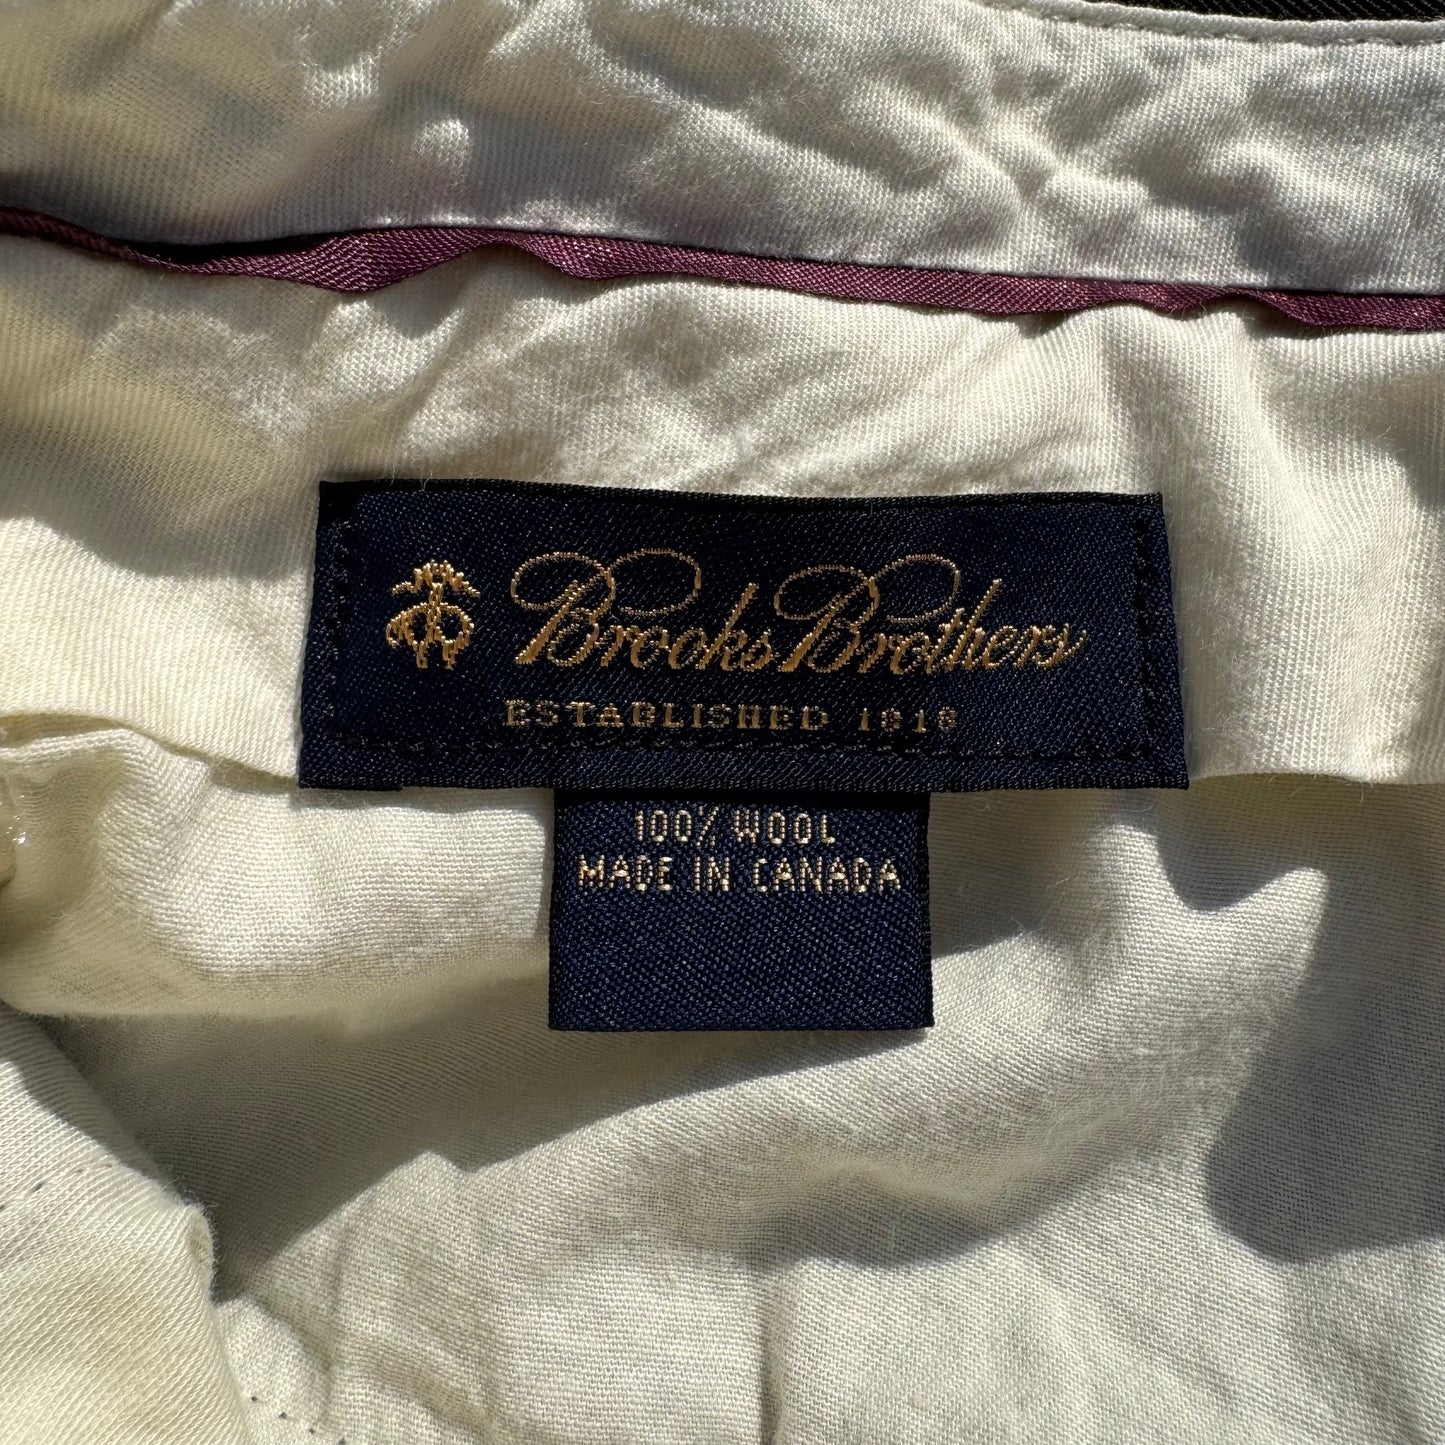 Brooks Brothers
ESTABLISHED 1818
100% WOOL
MADE IN CANADA